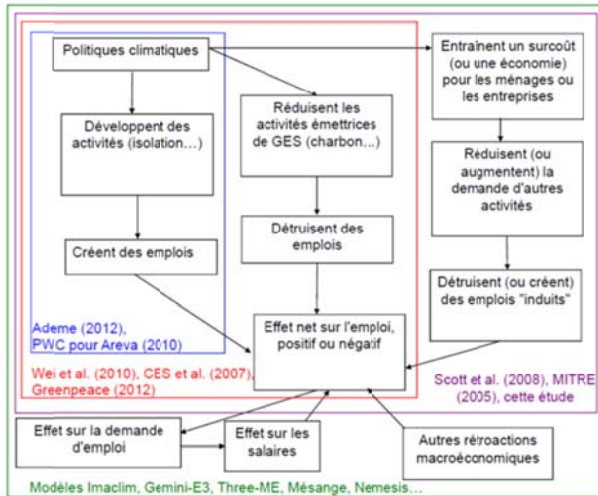 Politiques climatiques
Entraînent un surcoût
(ou une économie)
pour les ménages ou
les entreprises
Développent des
activités (isolation...)
Réduisent les
activités émettrices
de GES (charbon...)
Réduisent (ou
augmentent) la
demande d'autres
activités
Créent des emplois
Détruisent des
emplois
Détruisent (ou créent)
des emplois "induits"
Effet net sur l'emploi,
positif ou négatif
Ademe (2012),
PWC pour Areva (2010)
Wei et al. (2010), CES et al. (2007),
Greenpeace (2012)
Scott et al. (2008), MITRE
(2005), cette étude
Effet sur la demande
d'emploi
Effet sur les
salaires
Autres rétroactions
macroéconomiques
Modèles Imaclim, Gemini-E3, Three-ME, Mésange, Nemesis...